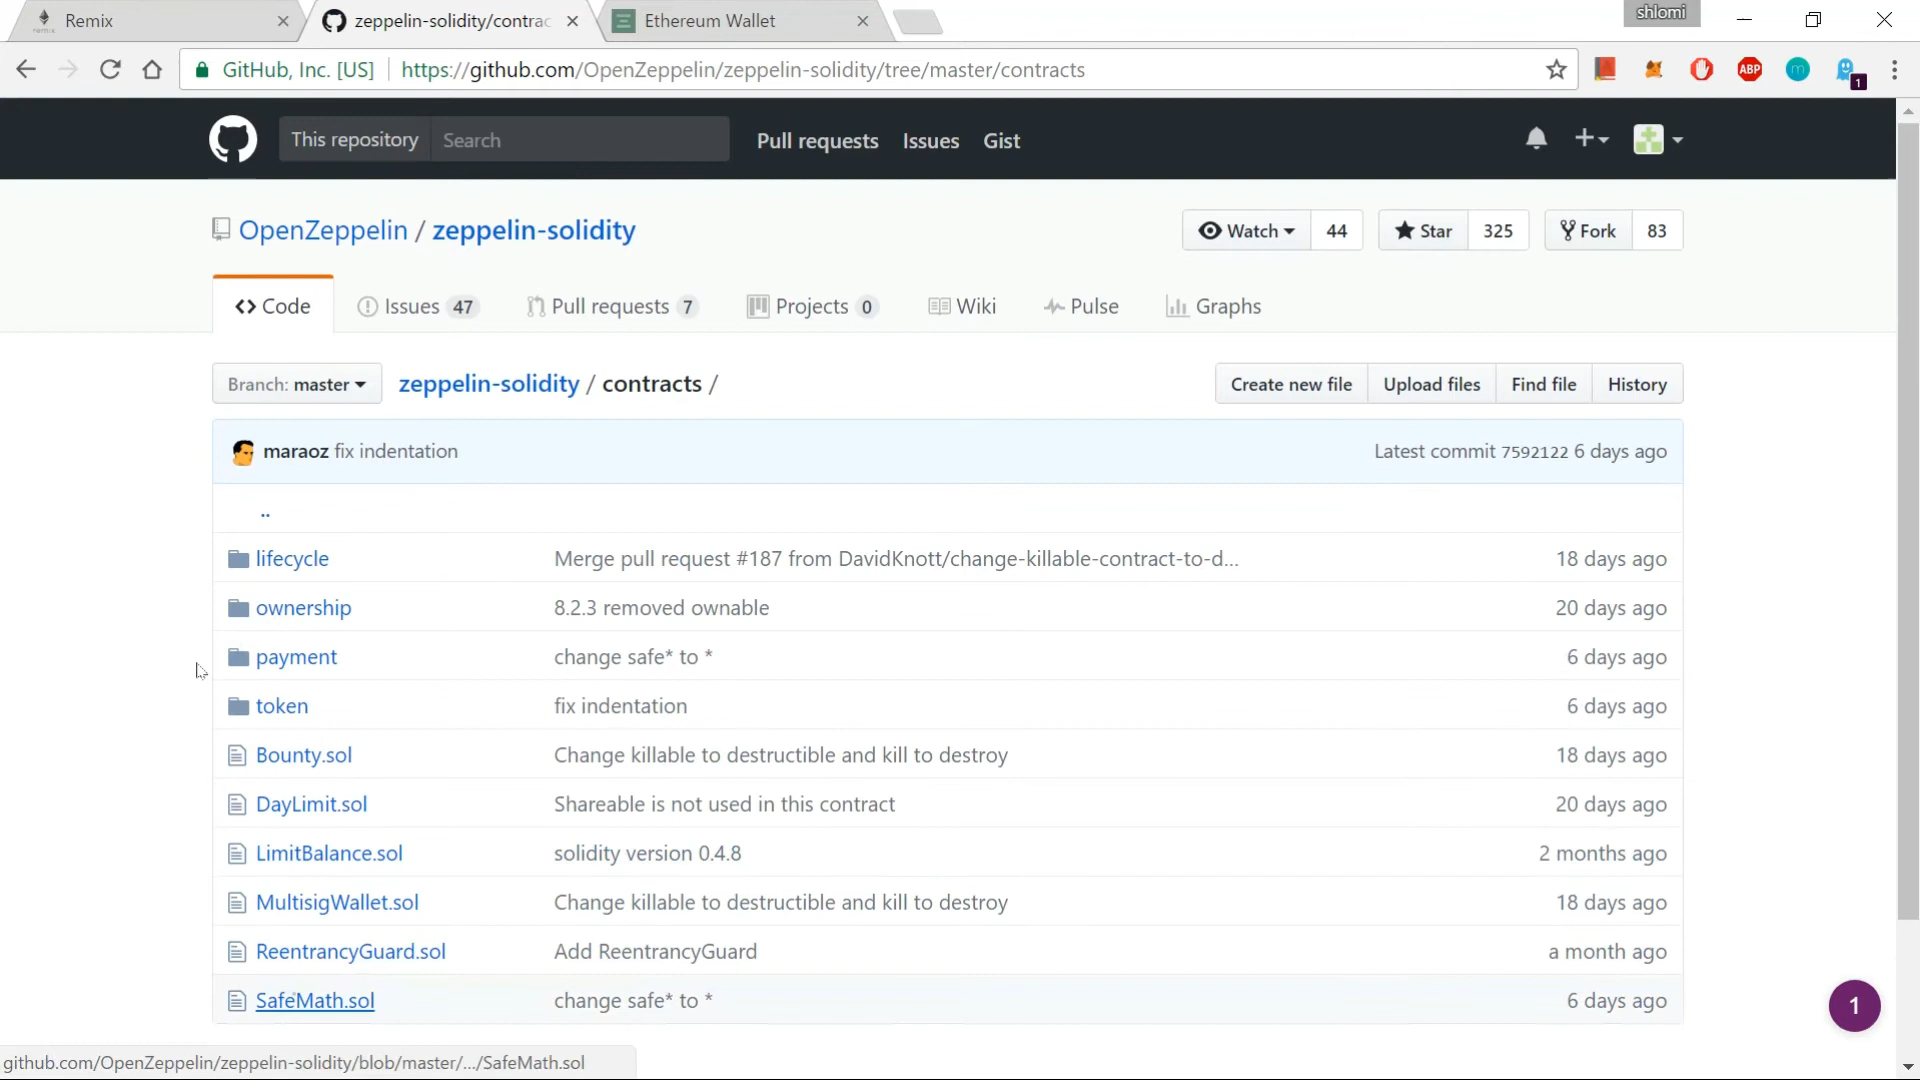 Remix
zeppelin-solidity/contrac
Ethereum Wallet
shlomi
GitHub, Inc. [US]
https://github.com/OpenZeppelin/zeppelin-solidity/tree/master/contracts
ABP
m
1
This repository
Search
Pull requests
Issues
Gist
OpenZeppelin / zeppelin-solidity
Watch 44
Star 325
Fork 83
Code
Issues 47
Pull requests 7
Projects 0
Wiki
Pulse
Graphs
Branch: master
zeppelin-solidity / contracts /
Create new file
Upload files
Find file
History
maraoz fix indentation
Latest commit 7592122 6 days ago
..
lifecycle Merge pull request #187 from DavidKnott/change-killable-contract-to-d... 18 days ago
ownership 8.2.3 removed ownable 20 days ago
payment change safe* to * 6 days ago
token fix indentation 6 days ago
Bounty.sol Change killable to destructible and kill to destroy 18 days ago
DayLimit.sol Shareable is not used in this contract 20 days ago
LimitBalance.sol solidity version 0.4.8 2 months ago
MultisigWallet.sol Change killable to destructible and kill to destroy 18 days ago
ReentrancyGuard.sol Add ReentrancyGuard a month ago
SafeMath.sol change safe* to * 6 days ago
1
github.com/OpenZeppelin/zeppelin-solidity/blob/master/.../SafeMath.sol